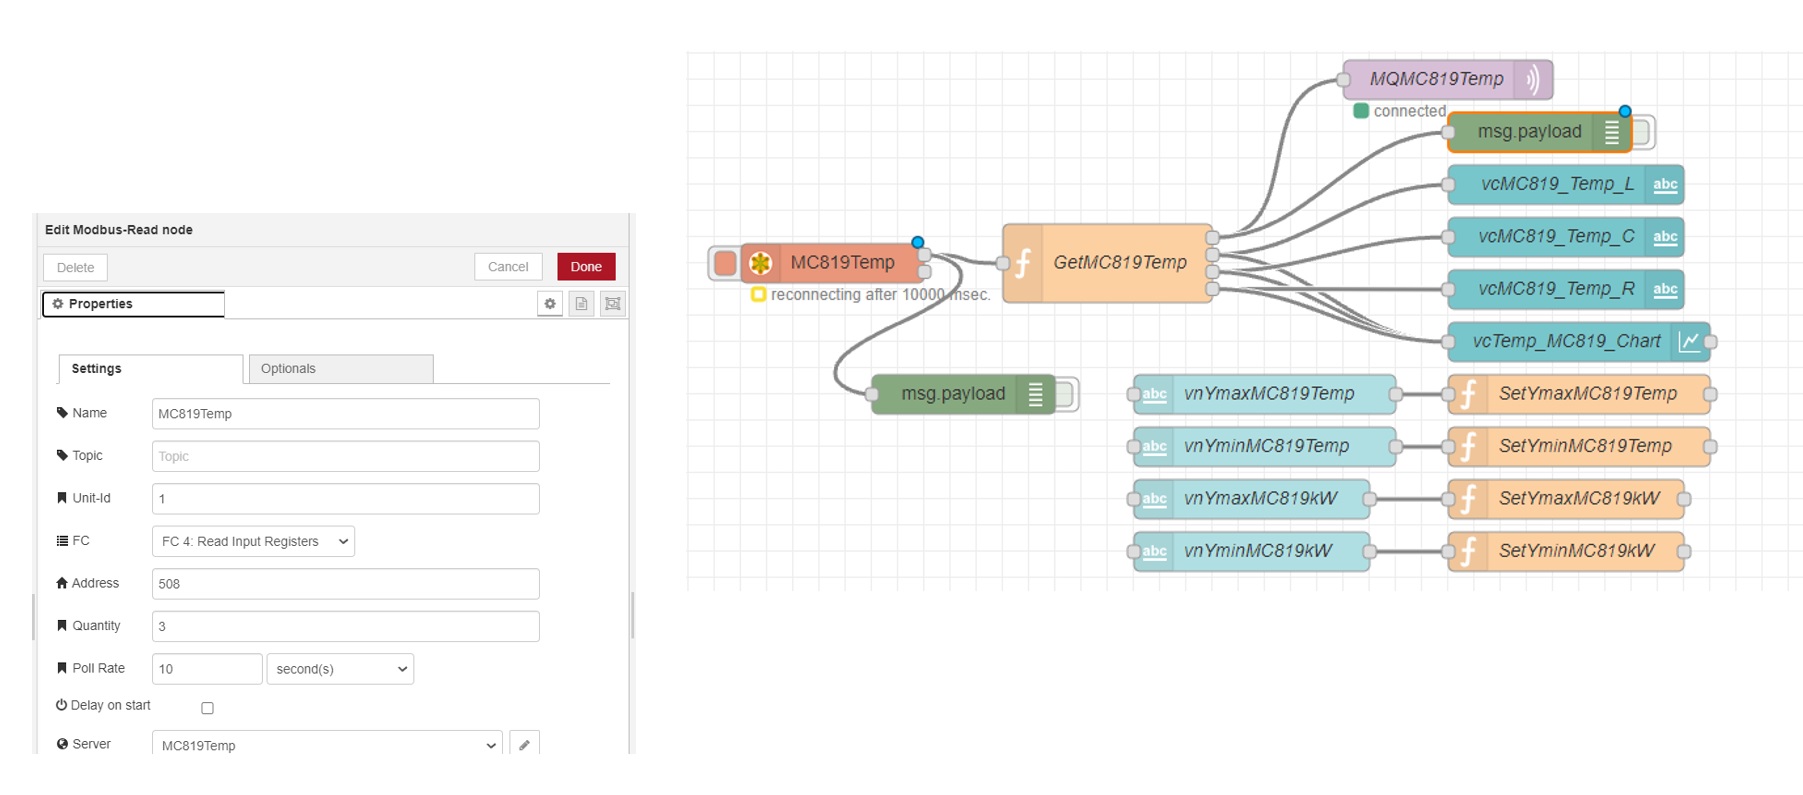 Edit Modbus-Read node
Delete
Cancel
Done
Properties
Settings
Optionals
Name
MC819Temp
Topic
Topic
Unit-Id
1
FC
FC 4: Read Input Registers
Address
508
Quantity
3
Poll Rate
10
second(s)
Delay on start
Server
MC819Temp
MQMC819Temp
connected
msg.payload
vcMC819_Temp_L
abc
vcMC819_Temp_C
abc
MC819Temp
reconnecting after 10000 msec.
f
GetMC819Temp
vcMC819_Temp_R
abc
vcTemp_MC819_Chart
msg.payload
abc
vnYmaxMC819Temp
f
SetYmaxMC819Temp
abc
vnYminMC819Temp
f
SetYminMC819Temp
abc
vnYmaxMC819kW
f
SetYmaxMC819kW
abc
vnYminMC819kW
f
SetYminMC819kW